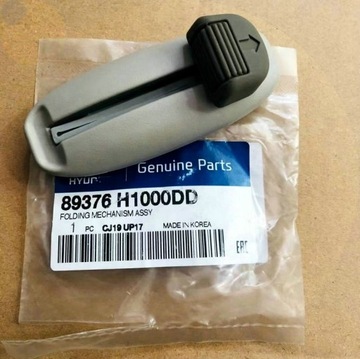 Genuine Parts
89376 H1000DD
FOLDING MECHANISM ASSY
1 PC CJ19 UP17 MADE IN KOREA
EAC